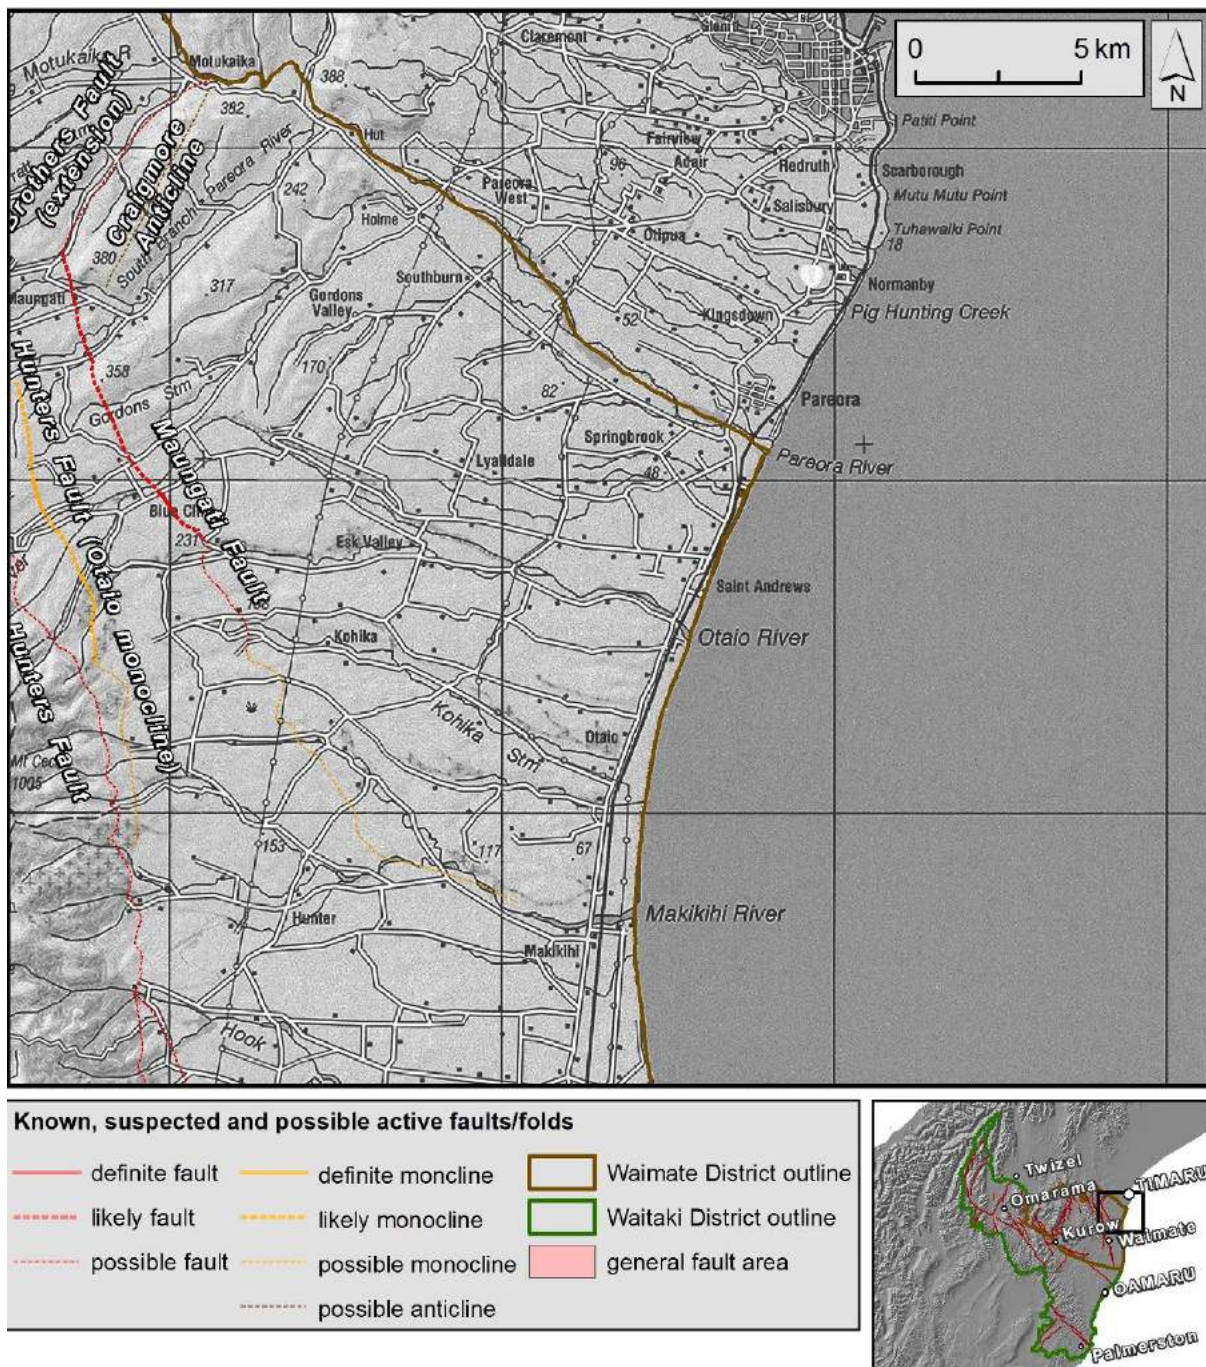 0 5 km
N
Claremont
Motukaika R
Motukaika
388
Patiti Point
Brothers Fault
(extension)
382
Hut
Fairview
96
Adair
Redruth
Scarborough
Craigmore
Anticline
Pareora River
South Branch
242
Pareora
West
Mutu Mutu Point
Salisbury
Holme
Otipua
Tuhawaiki Point
18
380
317
Southburn
Normanby
Maungati
Gordons
Valley
52
Kingsdown
Pig Hunting Creek
358
170
Gordons Stm
82
Pareora
Hunters Fault (Otaio monocline)
Maungati Fault
Springbrook
Lyalldale
48
Pareora River
231
Esk Valley
Saint Andrews
Hunters Fault
Kohika
Otaio River
Kohika Stm
Otaio
1005
153
117
67
Hunter
Makikihi River
Makikihi
Hook
Known, suspected and possible active faults/folds
definite fault
definite moncline
Waimate District outline
likely fault
likely monocline
Waitaki District outline
possible fault
possible monocline
general fault area
possible anticline
Twizel
TIMARU
Omarama
Kurow
Waimate
OAMARU
Palmerston